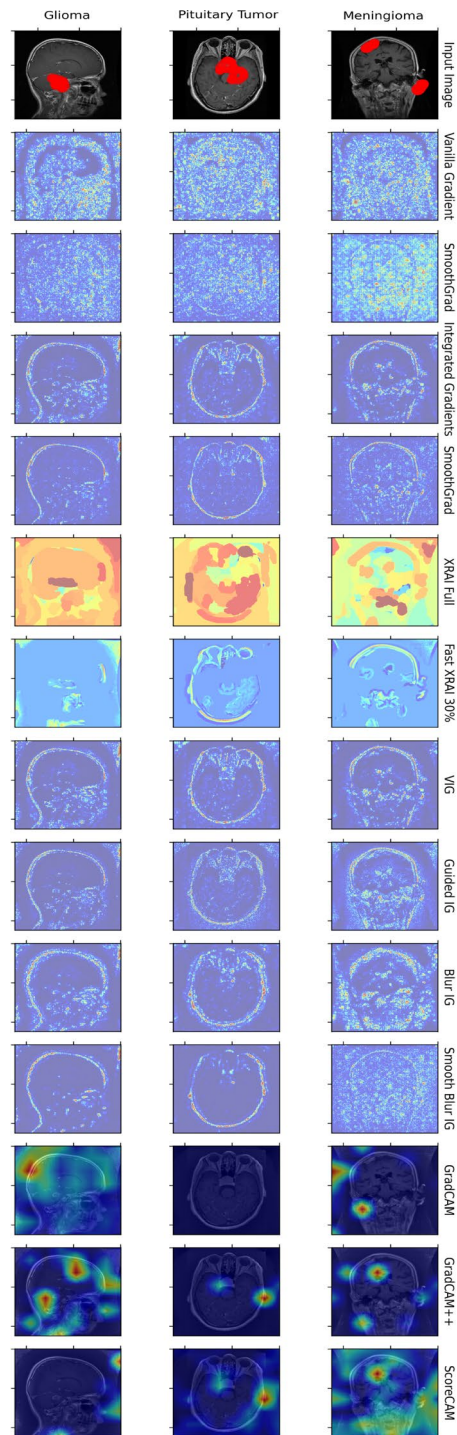 Glioma
Pituitary Tumor
Meningioma
Input Image
Vanilla Gradient
SmoothGrad
Integrated Gradients
SmoothGrad
XRAI Full
Fast XRAI 30%
VIG
Guided IG
Blur IG
Smooth Blur IG
GradCAM
GradCAM++
ScoreCAM